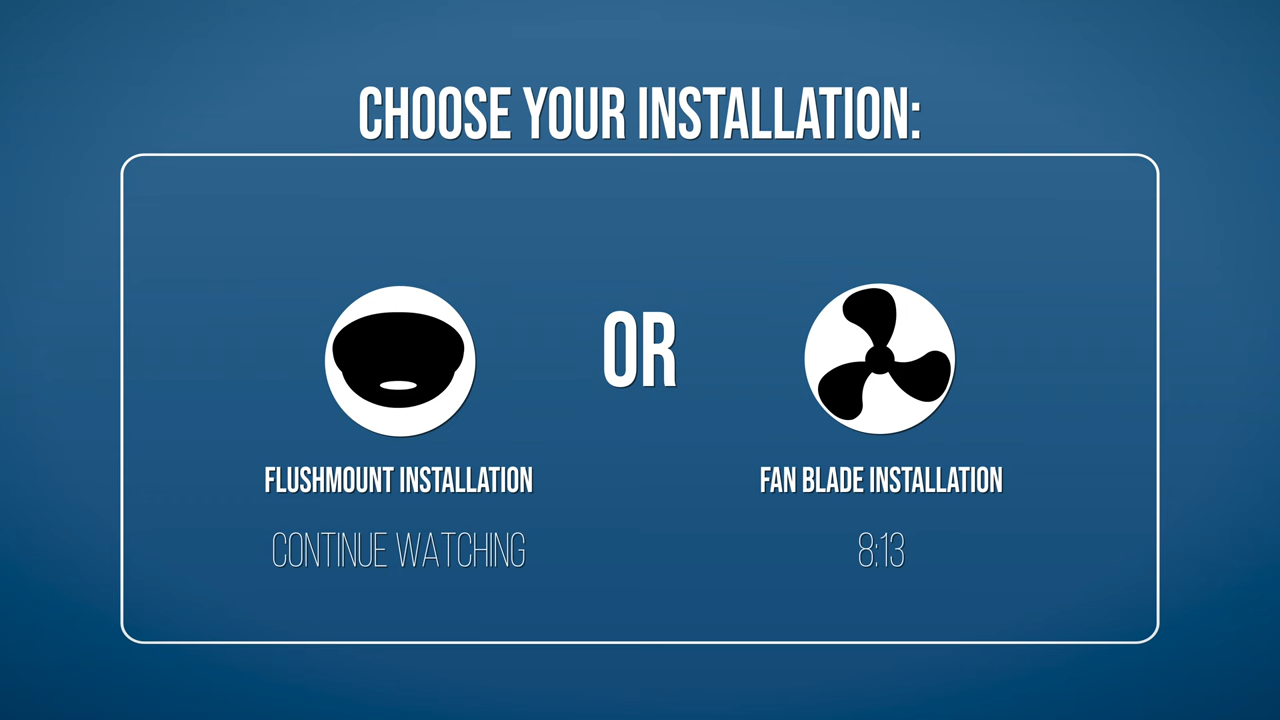 CHOOSE YOUR INSTALLATION:
OR
FLUSHMOUNT INSTALLATION
FAN BLADE INSTALLATION
CONTINUE WATCHING
8:13